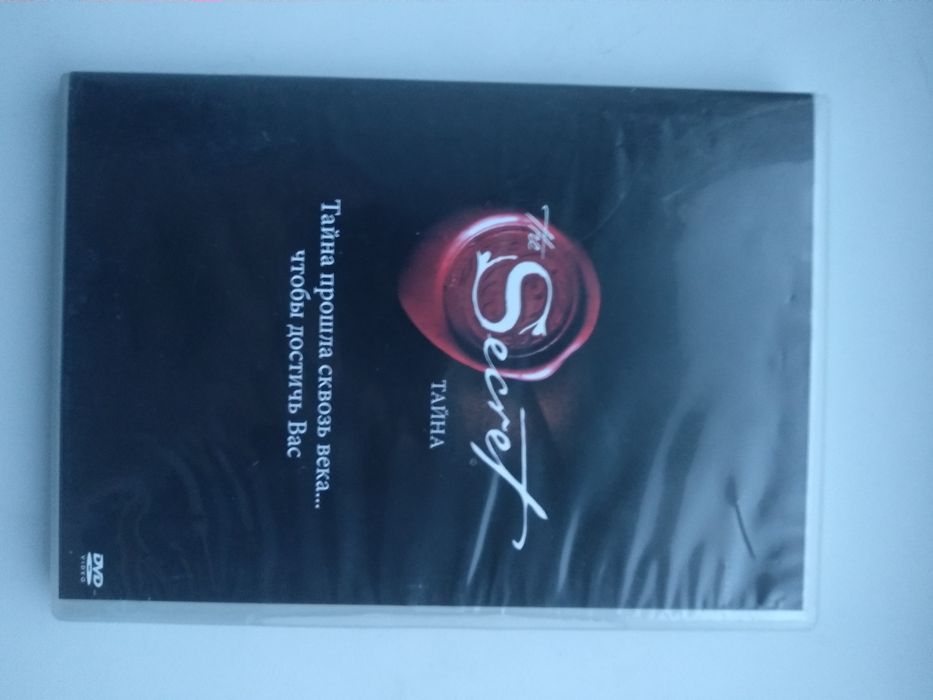 The Secret
ТАЙНА
Тайна прошла сквозь века...
чтобы достичь Вас
DVD
VIDEO